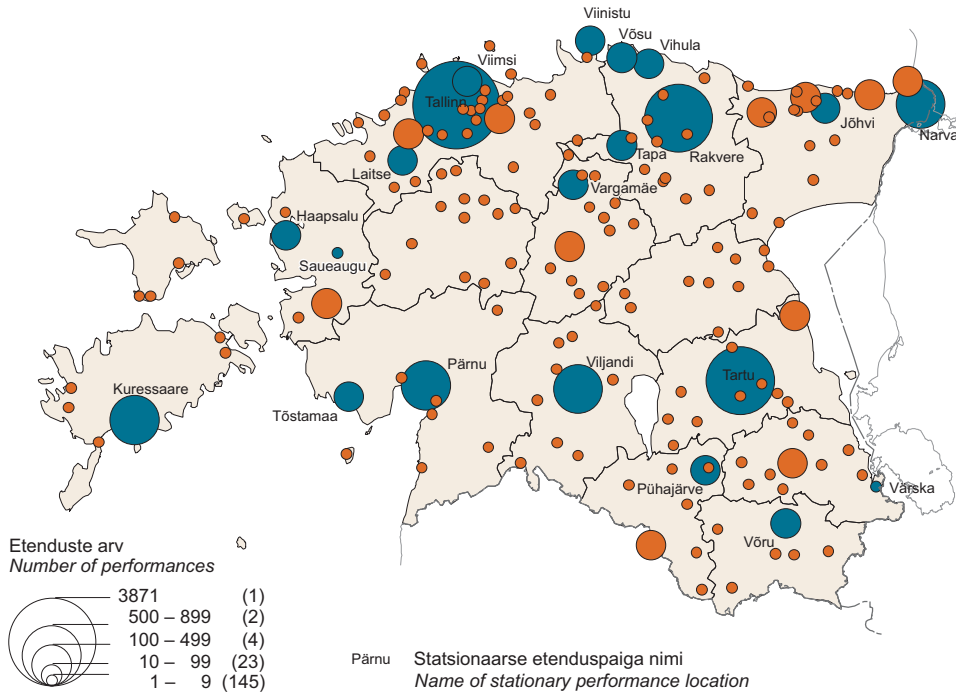 Viinistu
Võsu
Vihula
Viimsi
Tallinn
Jõhvi
Narva
Rakvere
Tapa
Laitse
Vargamäe
Haapsalu
Saueaugu
Pärnu
Viljandi
Tartu
Kuressaare
Tõstamaa
Pühajärve
Värska
Võru
Etenduste arv
Number of performances
3871 (1)
500 – 899 (2)
100 – 499 (4)
10 – 99 (23)
1 – 9 (145)
Pärnu Statsionaarse etenduspaiga nimi
Name of stationary performance location